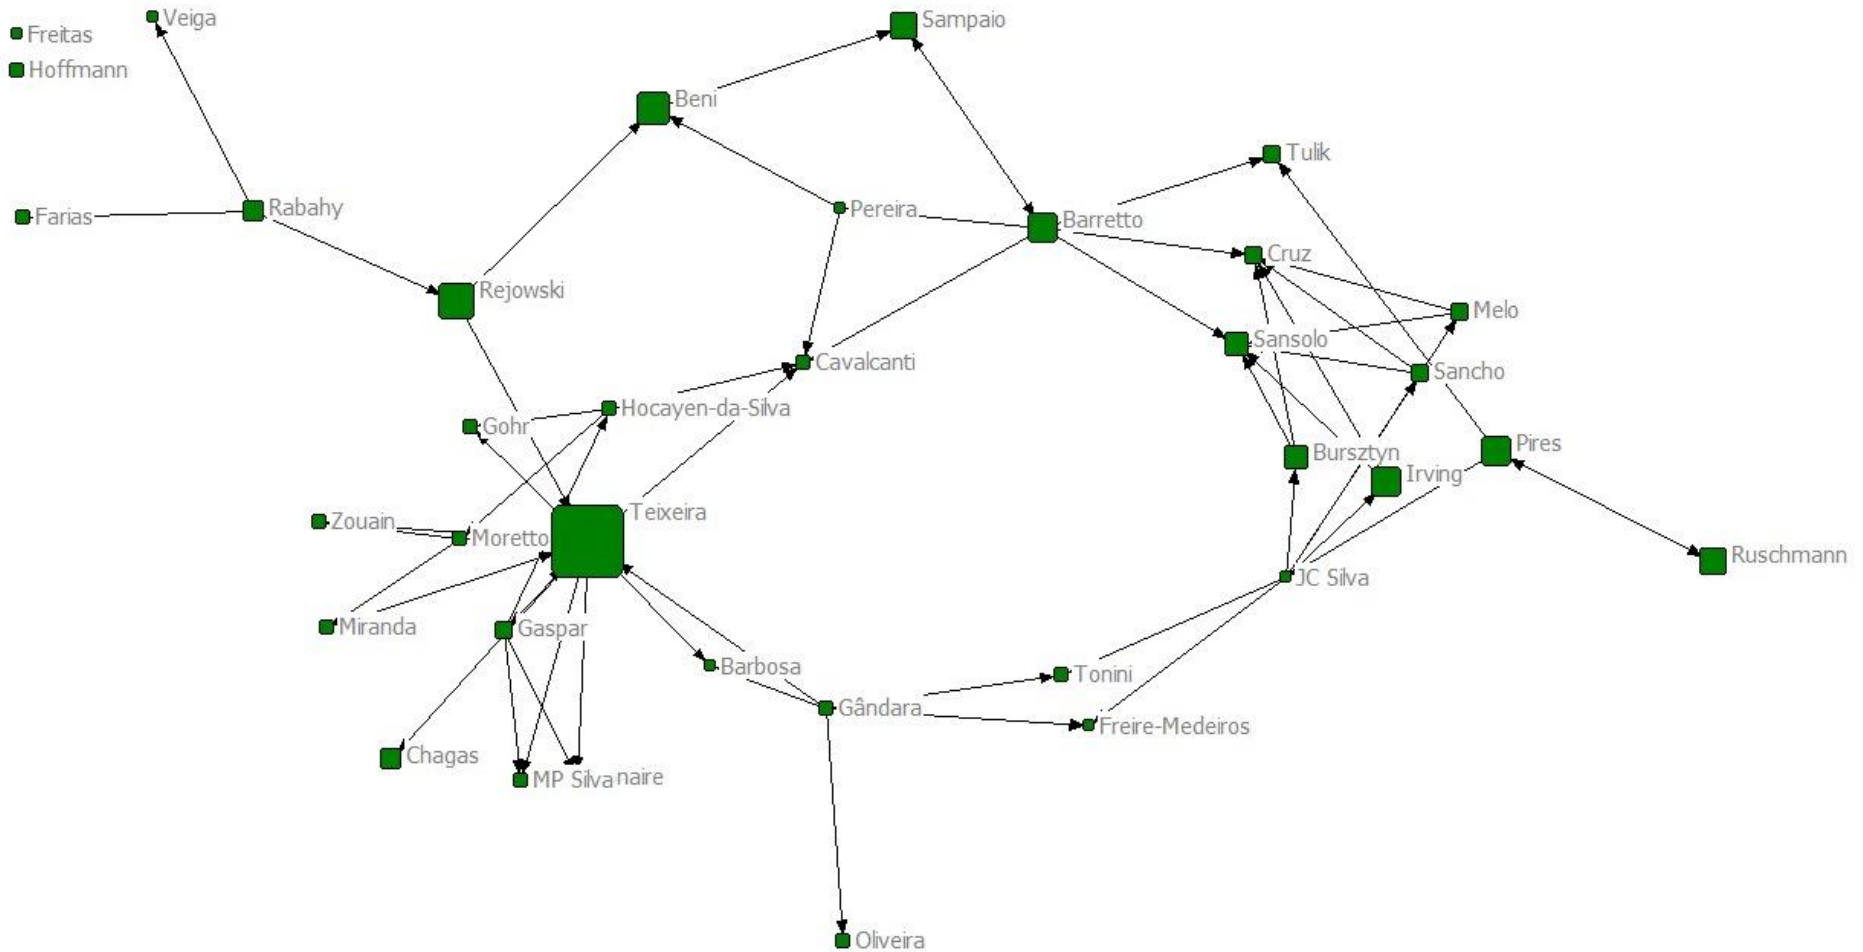 Veiga
Sampaio
Freitas
Hoffmann
Beni
Tulik
Farias
Rabahy
Pereira
Barretto
Cruz
Rejowski
Melo
Sansolo
Cavalcanti
Sancho
Hocayen-da-Silva
Gohr
Pires
Bursztyn
Irving
Teixeira
Zouain
Moretto
Ruschmann
JC Silva
Miranda
Gaspar
Barbosa
Tonini
Gândara
Freire-Medeiros
Chagas
MP Silva
naire
Oliveira